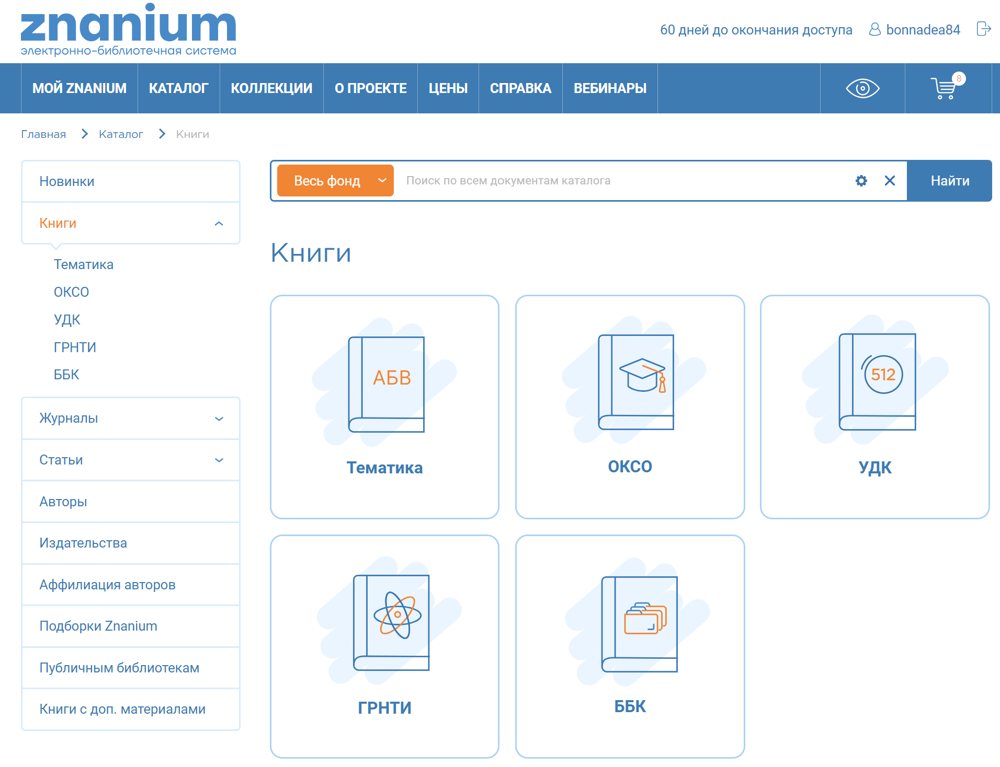 znanium
электронно-библиотечная система
60 дней до окончания доступа
bonnadea84
МОЙ ZNANIUM
КАТАЛОГ
КОЛЛЕКЦИИ
О ПРОЕКТЕ
ЦЕНЫ
СПРАВКА
ВЕБИНАРЫ
8
Главная
Каталог
Книги
Новинки
Книги
Тематика
ОКСО
УДК
ГРНТИ
ББК
Журналы
Статьи
Авторы
Издательства
Аффилиация авторов
Подборки Znanium
Публичным библиотекам
Книги с доп. материалами
Весь фонд
Поиск по всем документам каталога
Найти
Книги
АБВ
Тематика
ОКСО
512
УДК
ГРНТИ
ББК